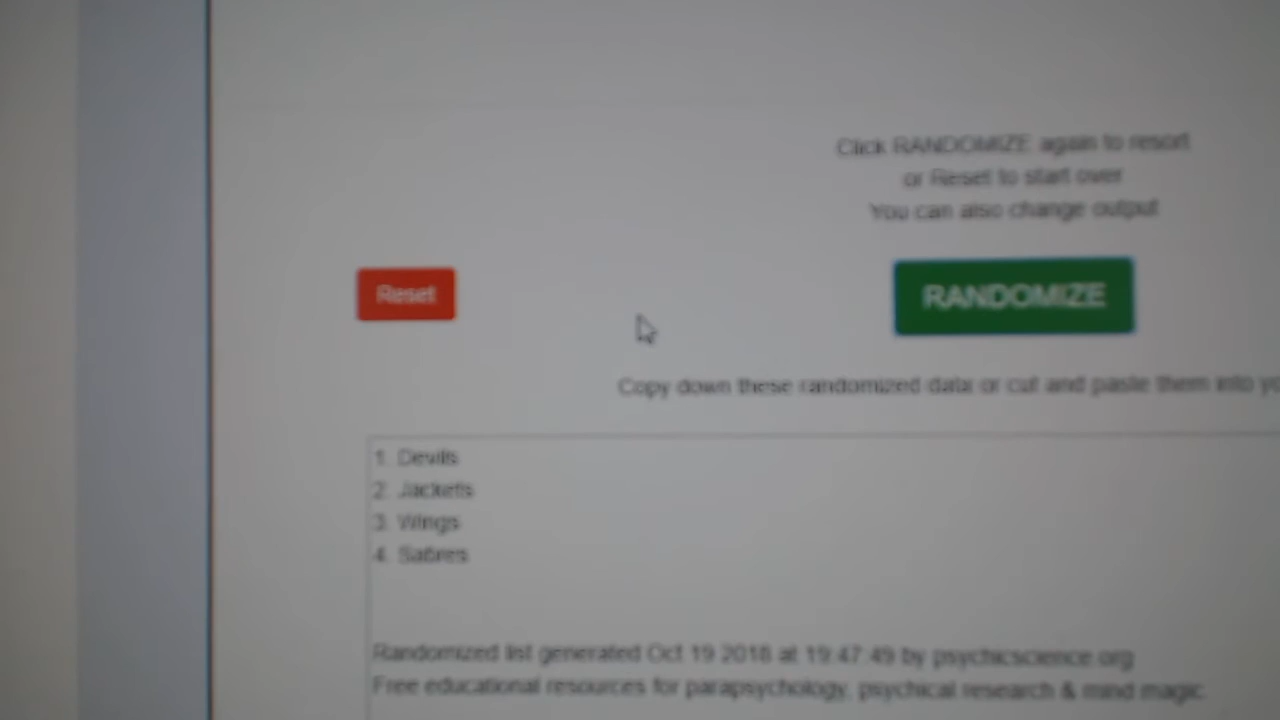 Click RANDOMIZE again to resort
or Reset to start over
You can also change output
Reset
RANDOMIZE
Copy down these randomized data or cut and paste them into
1. Devils
2. Jackets
3. Wings
4. Sabres
Randomized list generated Oct 19 2018 at 19:47:49 by psychicscience.org
Free educational resources for parapsychology, psychical research & mind magic